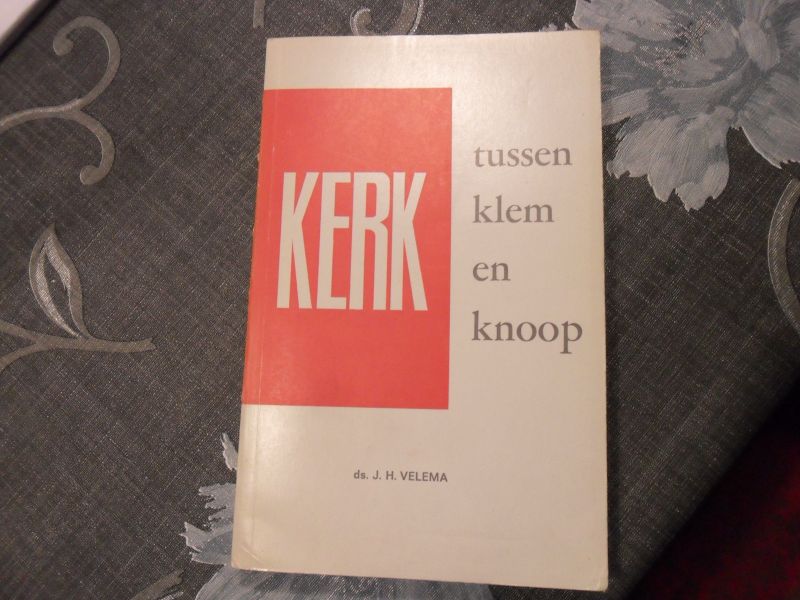 KERK
tussen
klem
en
knoop
ds. J. H. VELEMA